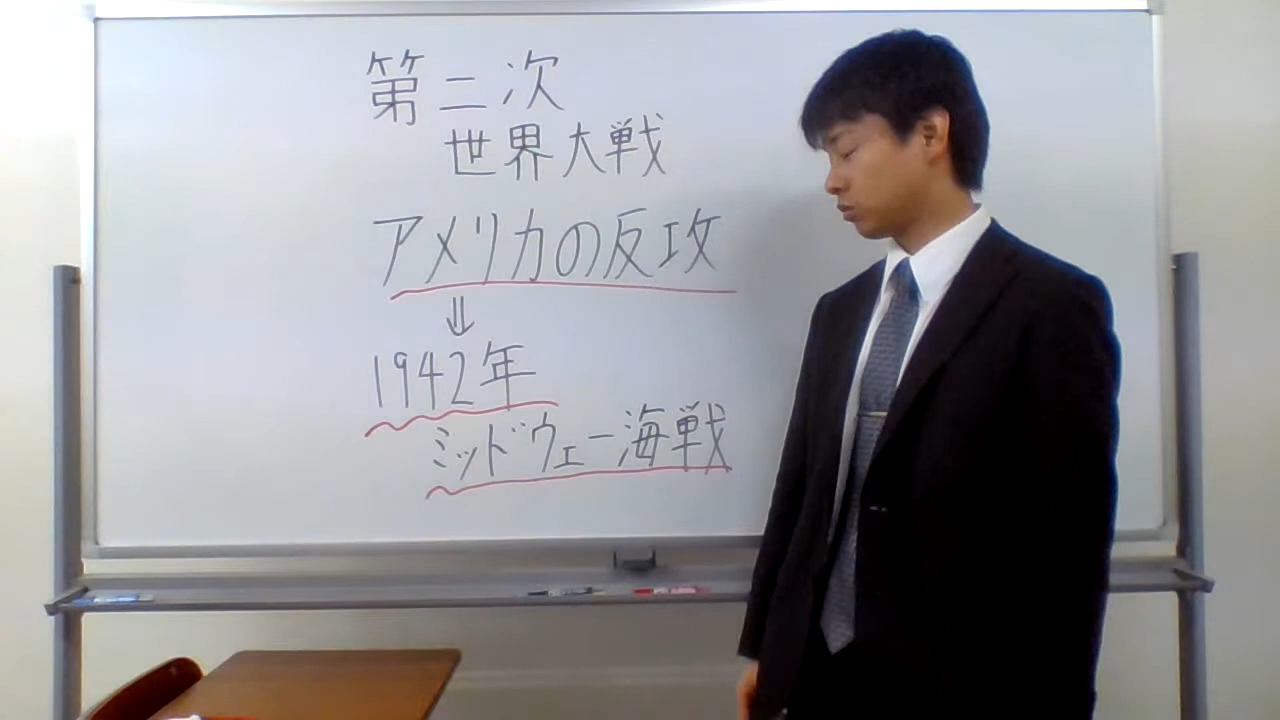 第二次
世界大戦
アメリカの反攻
⇓
1942年
ミッドウェー海戦